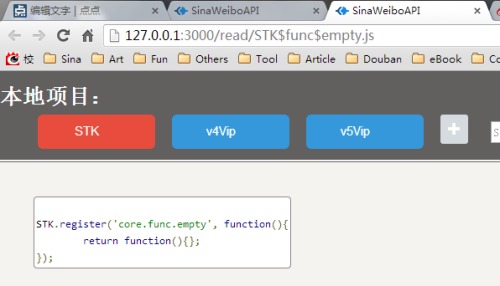 编辑文字 | 点点
SinaWeiboAPI
SinaWeiboAPI
127.0.0.1:3000/read/STK$func$empty.js
Sina
Art
Fun
Others
Tool
Article
Douban
eBook
本地项目：
STK
v4Vip
v5Vip
+
STK.register('core.func.empty', function(){
return function(){};
});